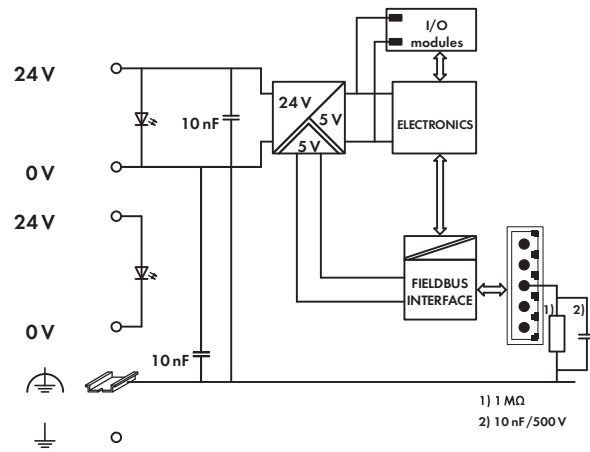 I/O
modules
24 V
24 V
5 V
5 V
10 nF
ELECTRONICS
0 V
24 V
FIELDBUS
INTERFACE
1)
2)
0 V
10 nF
1) 1 MΩ
2) 10 nF/500 V